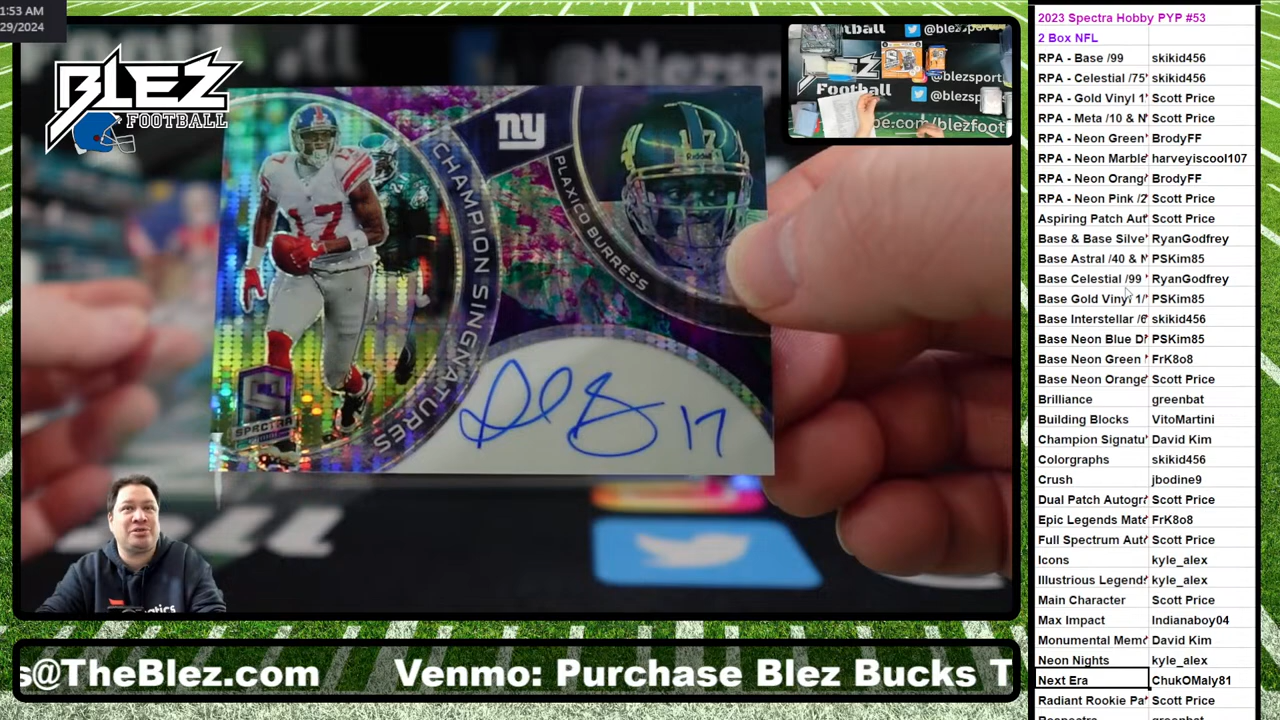 1:53 AM
29/2024
BLEZ
FOOTBALL
CHAMPION SIGNATURES
ny
PLAXICO BURRESS
Riddell
17
SPECTRA
17
Football
@blezsporti
Football
@blezsp
be.com/blezfoot
s@TheBlez.com Venmo: Purchase Blez Bucks T
2023 Spectra Hobby PYP #53
2 Box NFL
RPA - Base /99 skikid456
RPA - Celestial /75 skikid456
RPA - Gold Vinyl 1 Scott Price
RPA - Meta /10 & N Scott Price
RPA - Neon Green BrodyFF
RPA - Neon Marble harveyiscool107
RPA - Neon Orang BrodyFF
RPA - Neon Pink /2 Scott Price
Aspiring Patch Aut Scott Price
Base & Base Silve RyanGodfrey
Base Astral /40 & N PSKim85
Base Celestial /99 RyanGodfrey
Base Gold Vinyl 1/ PSKim85
Base Interstellar /6 skikid456
Base Neon Blue D PSKim85
Base Neon Green FrK8o8
Base Neon Orange Scott Price
Brilliance greenbat
Building Blocks VitoMartini
Champion Signatu David Kim
Colorgraphs skikid456
Crush jbodine9
Dual Patch Autogr Scott Price
Epic Legends Mate FrK8o8
Full Spectrum Aut Scott Price
Icons kyle_alex
Illustrious Legend kyle_alex
Main Character Scott Price
Max Impact Indianaboy04
Monumental Mem David Kim
Neon Nights kyle_alex
Next Era ChukOMaly81
Radiant Rookie Pa Scott Price
greenbat